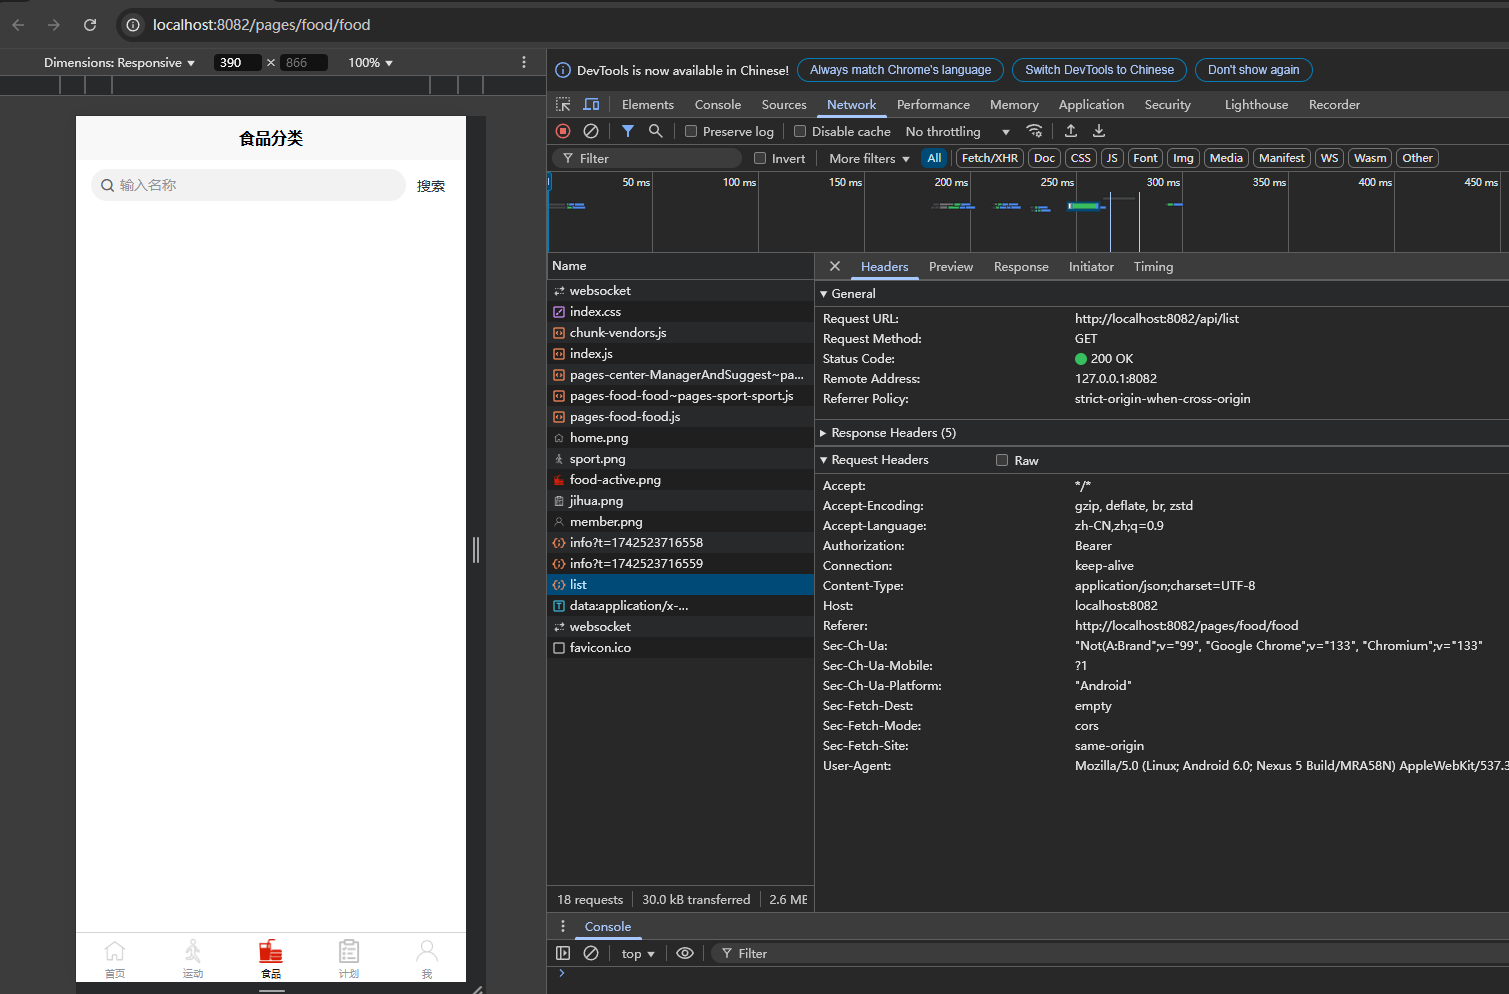 localhost:8082/pages/food/food
Dimensions: Responsive
390 × 866
100%
DevTools is now available in Chinese!
Always match Chrome's language
Switch DevTools to Chinese
Don't show again
Elements
Console
Sources
Network
Performance
Memory
Application
Security
Lighthouse
Recorder
Preserve log
Disable cache
No throttling
Filter
Invert
More filters
All
Fetch/XHR
Doc
CSS
JS
Font
Img
Media
Manifest
WS
Wasm
Other
50 ms
100 ms
150 ms
200 ms
250 ms
300 ms
350 ms
400 ms
450 ms
食品分类
输入名称
搜索
首页
运动
食品
计划
我
Name
websocket
index.css
chunk-vendors.js
index.js
pages-center-ManagerAndSuggest~pa...
pages-food-food~pages-sport-sport.js
pages-food-food.js
home.png
sport.png
food-active.png
jihua.png
member.png
info?t=1742523716558
info?t=1742523716559
list
data:application/x-...
websocket
favicon.ico
18 requests
30.0 kB transferred
2.6 ME
Headers
Preview
Response
Initiator
Timing
General
Request URL: http://localhost:8082/api/list
Request Method: GET
Status Code: 200 OK
Remote Address: 127.0.0.1:8082
Referrer Policy: strict-origin-when-cross-origin
Response Headers (5)
Request Headers
Raw
Accept: */*
Accept-Encoding: gzip, deflate, br, zstd
Accept-Language: zh-CN,zh;q=0.9
Authorization: Bearer
Connection: keep-alive
Content-Type: application/json;charset=UTF-8
Host: localhost:8082
Referer: http://localhost:8082/pages/food/food
Sec-Ch-Ua: "Not(A:Brand";v="99", "Google Chrome";v="133", "Chromium";v="133"
Sec-Ch-Ua-Mobile: ?1
Sec-Ch-Ua-Platform: "Android"
Sec-Fetch-Dest: empty
Sec-Fetch-Mode: cors
Sec-Fetch-Site: same-origin
User-Agent: Mozilla/5.0 (Linux; Android 6.0; Nexus 5 Build/MRA58N) AppleWebKit/537.3
Console
top
Filter